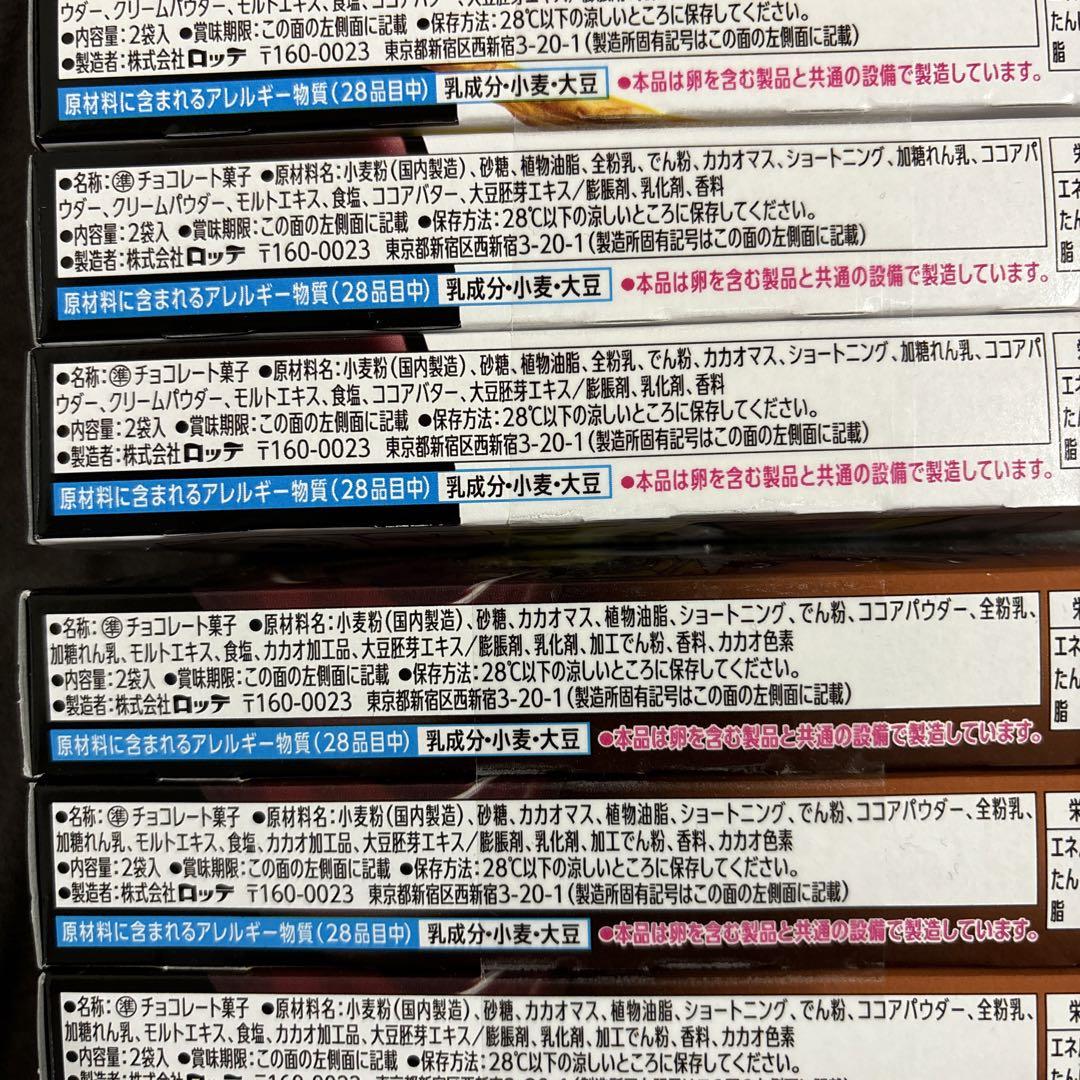 ウダー、クリームパウダー、モルトエキス、食塩、ココアバター、大豆胚芽エキス/膨脹剤、乳化剤、香料
●内容量:2袋入 ●賞味期限:この面の左側面に記載 ●保存方法:28℃以下の涼しいところに保存してください。
●製造者:株式会社ロッテ 〒160-0023 東京都新宿区西新宿3-20-1(製造所固有記号はこの面の左側面に記載)
たん
脂
原材料に含まれるアレルギー物質(28品目中) 乳成分・小麦・大豆 ●本品は卵を含む製品と共通の設備で製造しています。
●名称:準チョコレート菓子 ●原材料名:小麦粉(国内製造)、砂糖、植物油脂、全粉乳、でん粉、カカオマス、ショートニング、加糖れん乳、ココアパ
ウダー、クリームパウダー、モルトエキス、食塩、ココアバター、大豆胚芽エキス/膨脹剤、乳化剤、香料
●内容量:2袋入 ●賞味期限:この面の左側面に記載 ●保存方法:28℃以下の涼しいところに保存してください。
●製造者:株式会社ロッテ 〒160-0023 東京都新宿区西新宿3-20-1(製造所固有記号はこの面の左側面に記載)
栄
エネ
たん
脂
原材料に含まれるアレルギー物質(28品目中) 乳成分・小麦・大豆 ●本品は卵を含む製品と共通の設備で製造しています。
●名称:準チョコレート菓子 ●原材料名:小麦粉(国内製造)、砂糖、植物油脂、全粉乳、でん粉、カカオマス、ショートニング、加糖れん乳、ココアパ
ウダー、クリームパウダー、モルトエキス、食塩、ココアバター、大豆胚芽エキス/膨脹剤、乳化剤、香料
●内容量:2袋入 ●賞味期限:この面の左側面に記載 ●保存方法:28℃以下の涼しいところに保存してください。
●製造者:株式会社ロッテ 〒160-0023 東京都新宿区西新宿3-20-1(製造所固有記号はこの面の左側面に記載)
栄
エネ
たん
脂
原材料に含まれるアレルギー物質(28品目中) 乳成分・小麦・大豆 ●本品は卵を含む製品と共通の設備で製造しています。
●名称:準チョコレート菓子 ●原材料名:小麦粉(国内製造)、砂糖、カカオマス、植物油脂、ショートニング、でん粉、ココアパウダー、全粉乳、
加糖れん乳、モルトエキス、食塩、カカオ加工品、大豆胚芽エキス/膨脹剤、乳化剤、加工でん粉、香料、カカオ色素
●内容量:2袋入 ●賞味期限:この面の左側面に記載 ●保存方法:28℃以下の涼しいところに保存してください。
●製造者:株式会社ロッテ 〒160-0023 東京都新宿区西新宿3-20-1(製造所固有記号はこの面の左側面に記載)
栄
エネ
たん
脂
原材料に含まれるアレルギー物質(28品目中) 乳成分・小麦・大豆 ●本品は卵を含む製品と共通の設備で製造しています。
●名称:準チョコレート菓子 ●原材料名:小麦粉(国内製造)、砂糖、カカオマス、植物油脂、ショートニング、でん粉、ココアパウダー、全粉乳、
加糖れん乳、モルトエキス、食塩、カカオ加工品、大豆胚芽エキス/膨脹剤、乳化剤、加工でん粉、香料、カカオ色素
●内容量:2袋入 ●賞味期限:この面の左側面に記載 ●保存方法:28℃以下の涼しいところに保存してください。
●製造者:株式会社ロッテ 〒160-0023 東京都新宿区西新宿3-20-1(製造所固有記号はこの面の左側面に記載)
栄
エネ
たん
脂
原材料に含まれるアレルギー物質(28品目中) 乳成分・小麦・大豆 ●本品は卵を含む製品と共通の設備で製造しています。
●名称:準チョコレート菓子 ●原材料名:小麦粉(国内製造)、砂糖、カカオマス、植物油脂、ショートニング、でん粉、ココアパウダー、全粉乳、
加糖れん乳、モルトエキス、食塩、カカオ加工品、大豆胚芽エキス/膨脹剤、乳化剤、加工でん粉、香料、カカオ色素
●内容量:2袋入 ●賞味期限:この面の左側面に記載 ●保存方法:28℃以下の涼しいところに保存してください。
栄
エネ
たん